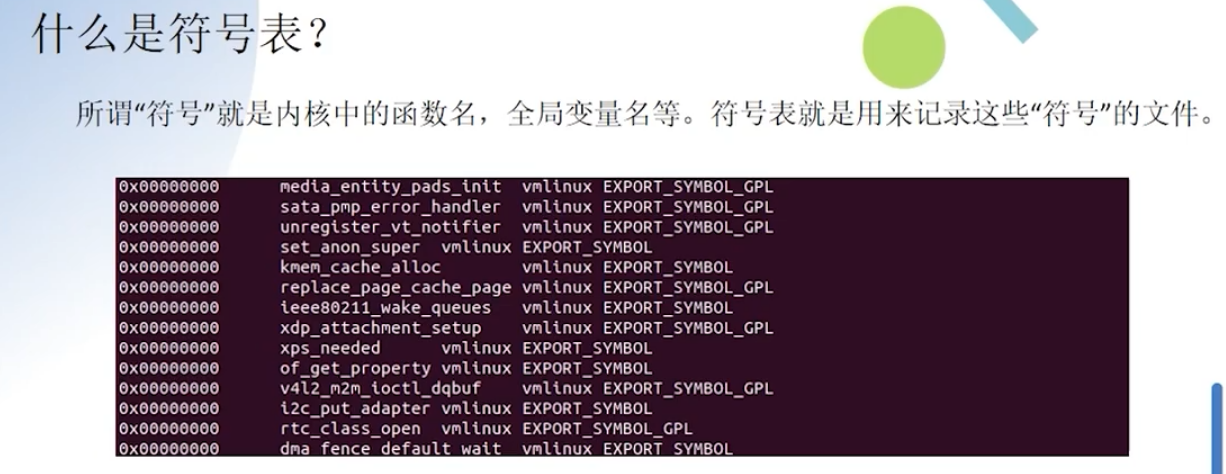 什么是符号表？
所谓“符号”就是内核中的函数名，全局变量名等。符号表就是用来记录这些“符号”的文件。
0x00000000 media_entity_pads_init vmlinux EXPORT_SYMBOL_GPL
0x00000000 sata_pmp_error_handler vmlinux EXPORT_SYMBOL_GPL
0x00000000 unregister_vt_notifier vmlinux EXPORT_SYMBOL_GPL
0x00000000 set_anon_super vmlinux EXPORT_SYMBOL
0x00000000 kmem_cache_alloc vmlinux EXPORT_SYMBOL
0x00000000 replace_page_cache_page vmlinux EXPORT_SYMBOL_GPL
0x00000000 ieee80211_wake_queues vmlinux EXPORT_SYMBOL
0x00000000 xdp_attachment_setup vmlinux EXPORT_SYMBOL_GPL
0x00000000 xps_needed vmlinux EXPORT_SYMBOL
0x00000000 of_get_property vmlinux EXPORT_SYMBOL
0x00000000 v4l2_m2m_ioctl_dqbuf vmlinux EXPORT_SYMBOL_GPL
0x00000000 i2c_put_adapter vmlinux EXPORT_SYMBOL
0x00000000 rtc_class_open vmlinux EXPORT_SYMBOL_GPL
0x00000000 dma_fence_default_wait vmlinux EXPORT_SYMBOL